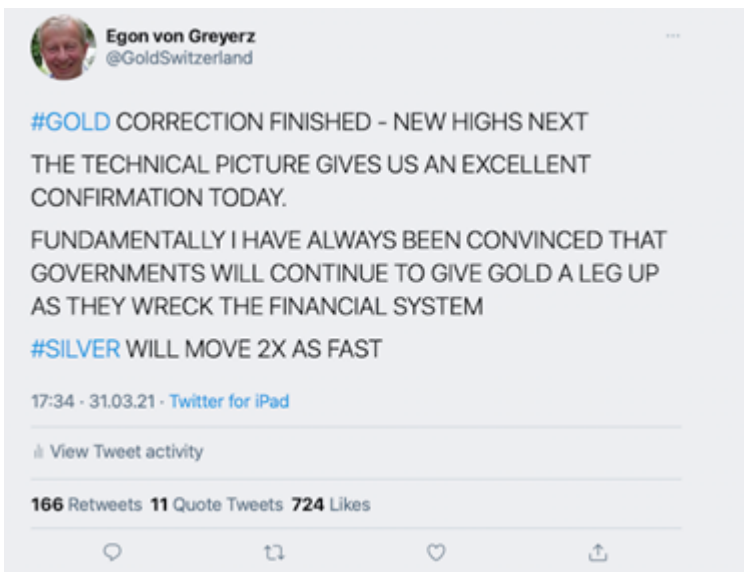 Egon von Greyerz
@GoldSwitzerland
#GOLD CORRECTION FINISHED - NEW HIGHS NEXT
THE TECHNICAL PICTURE GIVES US AN EXCELLENT
CONFIRMATION TODAY.
FUNDAMENTALLY I HAVE ALWAYS BEEN CONVINCED THAT
GOVERNMENTS WILL CONTINUE TO GIVE GOLD A LEG UP
AS THEY WRECK THE FINANCIAL SYSTEM
#SILVER WILL MOVE 2X AS FAST
17:34 · 31.03.21 · Twitter for iPad
View Tweet activity
166 Retweets 11 Quote Tweets 724 Likes